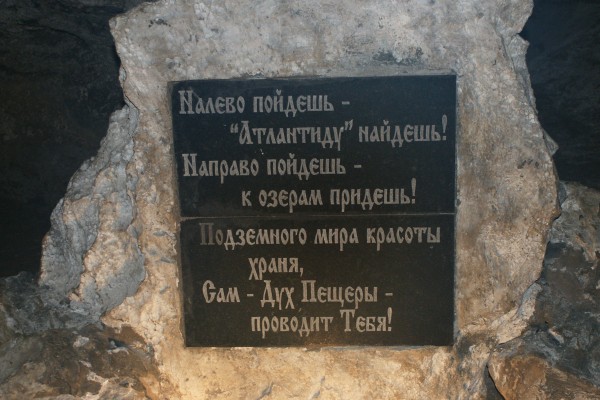 Налево пойдешь -
"Атлантиду" найдешь!
Направо пойдешь -
к озерам придешь!
Подземного мира красоты
храня,
Сам - Дух Пещеры -
проводит Тебя!